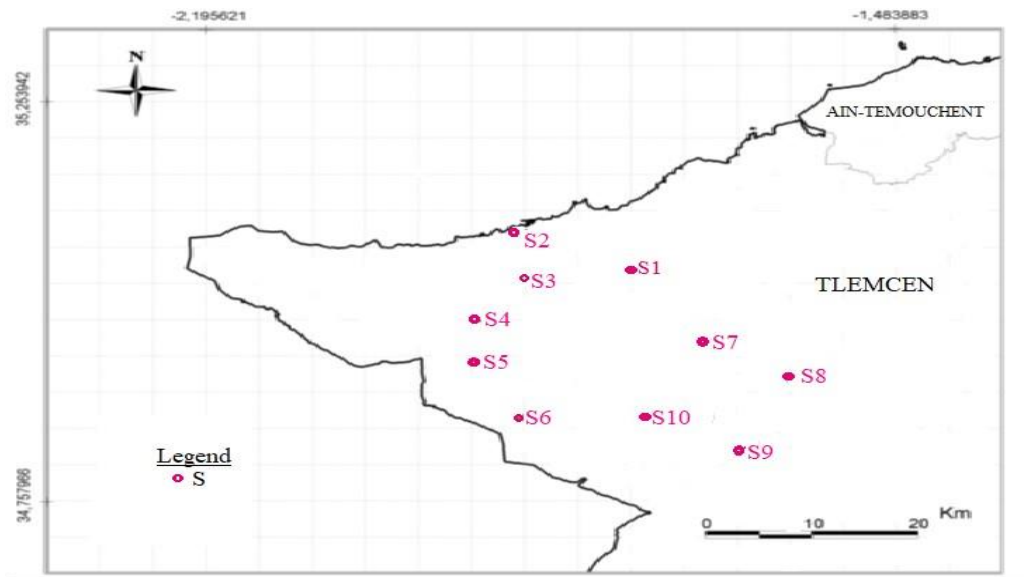 -2,195621
-1,483883
N
35,253942
AIN-TEMOUCHENT
S2
S1
S3
TLEMCEN
S4
S7
S5
S8
S6
S10
S9
Legend
S
34,757966
Km
0
10
20